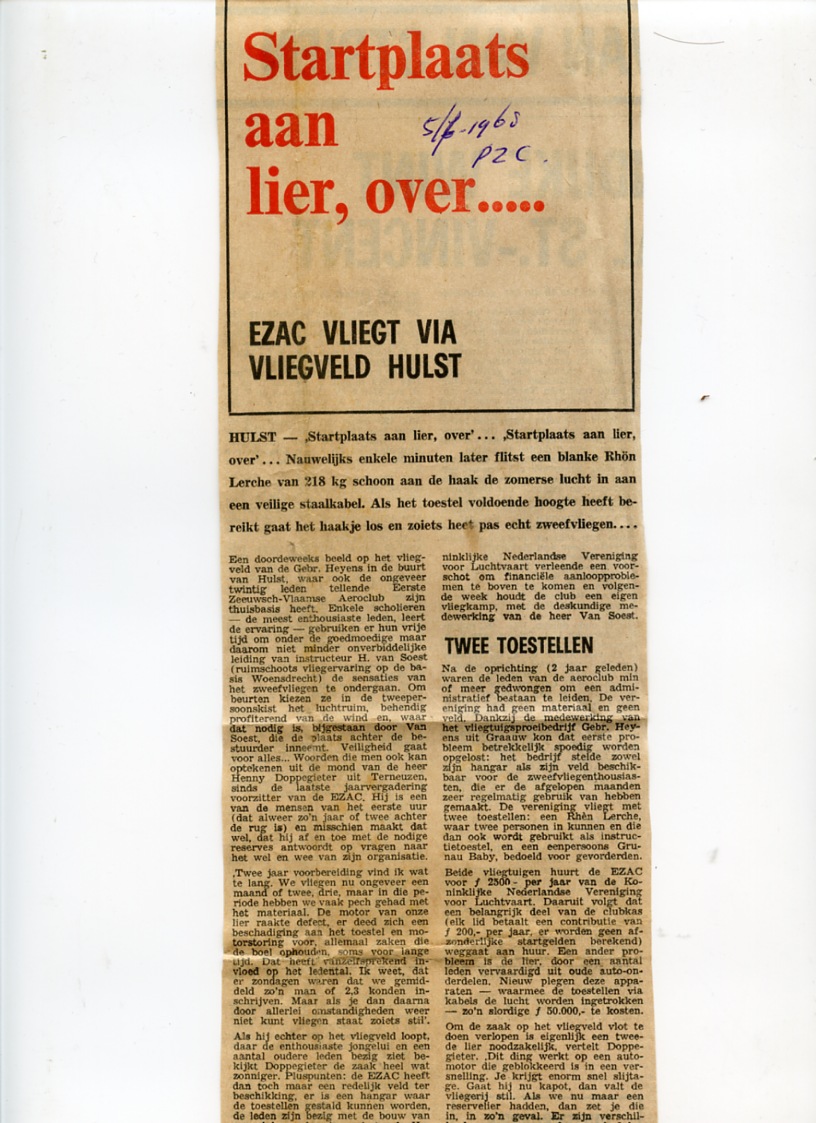 Startplaats
aan
lier, over.....
5/6-1968
PZC.
EZAC VLIEGT VIA
VLIEGVELD HULST
HULST — ‚Startplaats aan lier, over’... ‚Startplaats aan lier,
over’... Nauwelijks enkele minuten later flitst een blanke Rhön
Lerche van 218 kg schoon aan de haak de zomerse lucht in aan
een veilige staalkabel. Als het toestel voldoende hoogte heeft be-
reikt gaat het haakje los en zoiets heet pas echt zweefvliegen....
Een doordeweeks beeld op het vlieg-
veld van de Gebr. Heyens in de buurt
van Hulst, waar ook de ongeveer
twintig leden tellende Eerste
Zeeuwsch-Vlaamse Aeroclub zijn
thuisbasis heeft. Enkele scholieren
— de meest enthousiaste leden, leert
de ervaring — gebruiken er hun vrije
tijd om onder de goedmoedige maar
daarom niet minder onverbiddelijke
leiding van instructeur H. van Soest
(ruimschoots vliegervaring op de ba-
sis Woensdrecht) de sensaties van
het zweefvliegen te ondergaan. Om
beurten kiezen ze in de tweeper-
soonskist het luchtruim, behendig
profiterend van de wind en, waar
dat nodig is, bijgestaan door Van
Soest, die de plaats achter de be-
stuurder inneemt. Veiligheid gaat
voor alles... Woorden die men ook kan
optekenen uit de mond van de heer
Henny Doppegieter uit Terneuzen,
sinds de laatste jaarvergadering
voorzitter van de EZAC. Hij is een
van de mensen van het eerste uur
(dat alweer zo’n jaar of twee achter
de rug is) en misschien maakt dat
wel, dat hij af en toe met de nodige
reserves antwoordt op vragen naar
het wel en wee van zijn organisatie.
‚Twee jaar voorbereiding vind ik wat
te lang. We vliegen nu ongeveer een
maand of twee, drie, maar in die pe-
riode hebben we vaak pech gehad met
het materiaal. De motor van onze
lier raakte defect, er deed zich een
beschadiging aan het toestel en mo-
torstoring voor, allemaal zaken die
de boel ophouden, soms voor lange
tijd. Dat heeft vanzelfsprekend in-
vloed op het ledental. Ik weet, dat
er zondagen waren dat we gemid-
deld zo’n man of 2,3 konden in-
schrijven. Maar als je dan daarna
door allerlei omstandigheden weer
niet kunt vliegen staat zoiets stil’.
Als hij echter op het vliegveld loopt,
daar de enthousiaste jongelui en een
aantal oudere leden bezig ziet be-
kijkt Doppegieter de zaak heel wat
zonniger. Pluspunten: de EZAC heeft
dan toch maar een redelijk veld ter
beschikking, er is een hangar waar
de toestellen gestald kunnen worden,
de leden zijn bezig met de bouw van
ninklijke Nederlandse Vereniging
voor Luchtvaart verleende een voor-
schot om financiële aanloopproble-
men te boven te komen en volgen-
de week houdt de club een eigen
vliegkamp, met de deskundige me-
dewerking van de heer Van Soest.
TWEE TOESTELLEN
Na de oprichting (2 jaar geleden)
waren de leden van de aeroclub min
of meer gedwongen om een admi-
nistratief bestaan te leiden. De ver-
eniging had geen materiaal en geen
veld. Dankzij de medewerking van
het vliegtuigsproeibedrijf Gebr. Hey-
ens uit Graauw kon dat eerste pro-
bleem betrekkelijk spoedig worden
opgelost: het bedrijf stelde zowel
zijn hangar als zijn veld beschik-
baar voor de zweefvliegenthousias-
ten, die er de afgelopen maanden
zeer regelmatig gebruik van hebben
gemaakt. De vereniging vliegt met
twee toestellen: een Rhèn Lerche,
waar twee personen in kunnen en die
dan ook wordt gebruikt als instruc-
tietoestel, en een eenpersoons Gru-
nau Baby, bedoeld voor gevorderden.
Beide vliegtuigen huurt de EZAC
voor ƒ 2500- per jaar van de Ko-
ninklijke Nederlandse Vereniging
voor Luchtvaart. Daaruit volgt dat
een belangrijk deel van de clubkas
(elk lid betaalt een contributie van
ƒ 200,- per jaar, er worden geen af-
zonderlijke startgelden berekend)
weggaat aan huur. Een ander pro-
bleem is de lier, door een aantal
leden vervaardigd uit oude auto-on-
derdelen. Nieuw plegen deze appa-
raten — waarmee de toestellen via
kabels de lucht worden ingetrokken
— zo’n slordige ƒ 50.000,- te kosten.
Om de zaak op het vliegveld vlot te
doen verlopen is eigenlijk een twee-
de lier noodzakelijk, vertelt Doppe-
gieter. ‚Dit ding werkt op een auto-
motor die geblokkeerd is in een ver-
snelling. Je krijgt enorm snel slijta-
ge. Gaat hij nu kapot, dan valt de
vliegerij stil. Als we nu maar een
reservelier hadden, dan zet je die
in, in zo’n geval. Er zijn verschil-